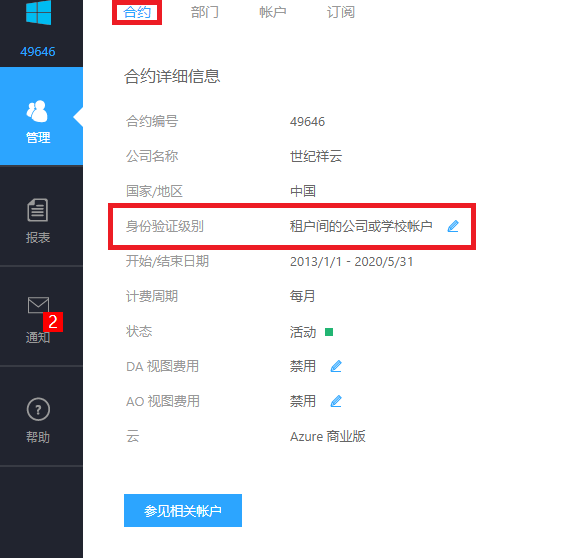 合约 部门 帐户 订阅
49646
管理
报表
2
通知
帮助
合约详细信息
合约编号 49646
公司名称 世纪祥云
国家/地区 中国
身份验证级别 租户间的公司或学校帐户
开始/结束日期 2013/1/1 - 2020/5/31
计费周期 每月
状态 活动
DA 视图费用 禁用
AO 视图费用 禁用
云 Azure 商业版
参见相关帐户